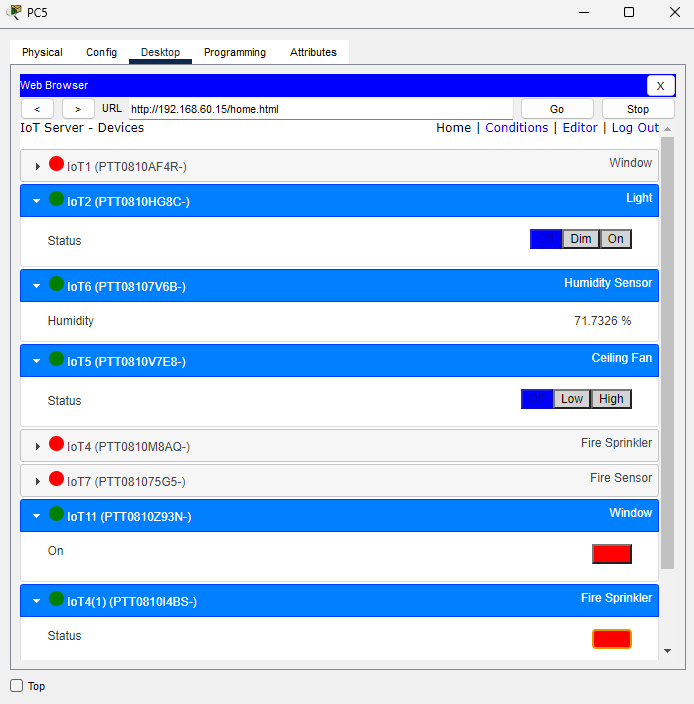 PC5
Physical Config Desktop Programming Attributes
Web Browser X
< > URL http://192.168.60.15/home.html Go Stop
IoT Server - Devices Home | Conditions | Editor | Log Out
IoT1 (PTT0810AF4R-) Window
IoT2 (PTT0810HG8C-) Light
Status Dim On
IoT6 (PTT08107V6B-) Humidity Sensor
Humidity 71.7326 %
IoT5 (PTT0810V7E8-) Ceiling Fan
Status Low High
IoT4 (PTT0810M8AQ-) Fire Sprinkler
IoT7 (PTT081075G5-) Fire Sensor
IoT11 (PTT0810Z93N-) Window
On
IoT4(1) (PTT0810I4BS-) Fire Sprinkler
Status
Top